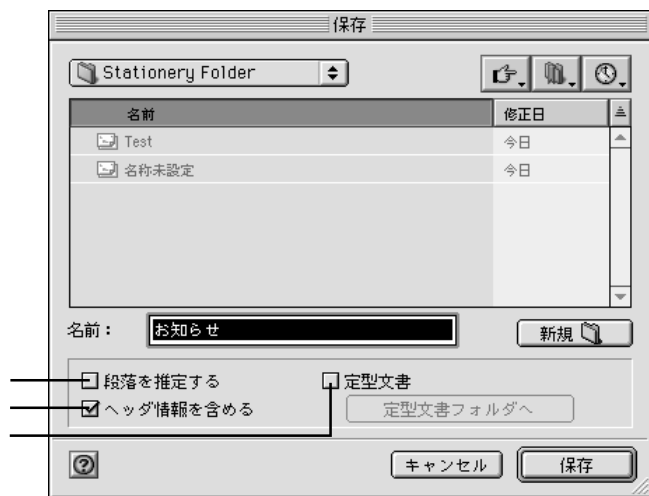 保存
Stationery Folder
名前 修正日
Test 今日
名称未設定 今日
名前： お知らせ 新規
段落を推定する 定型文書
ヘッダ情報を含める 定型文書フォルダへ
? キャンセル 保存